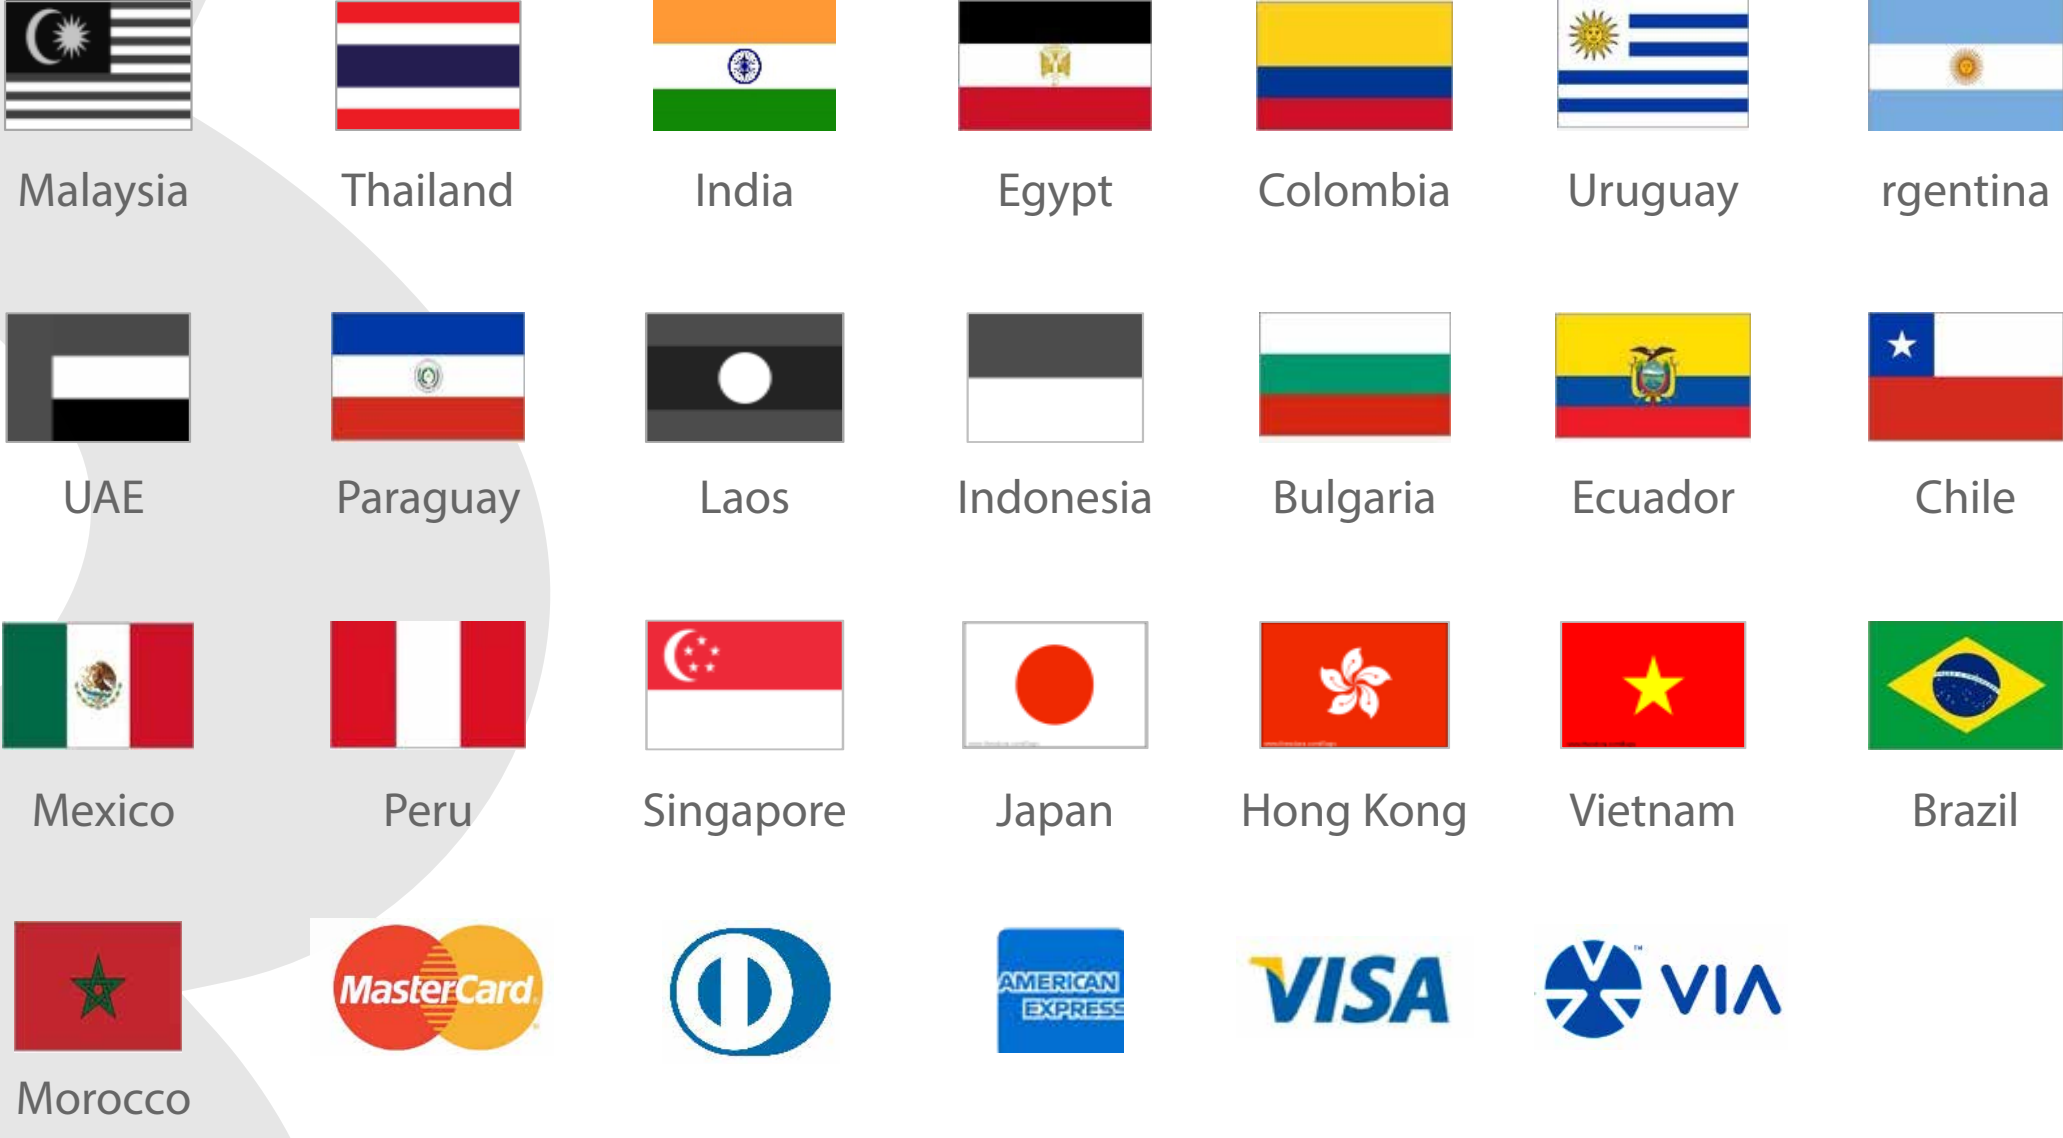 Malaysia
Thailand
India
Egypt
Colombia
Uruguay
rgentina
UAE
Paraguay
Laos
Indonesia
Bulgaria
Ecuador
Chile
Mexico
Peru
Singapore
Japan
Hong Kong
Vietnam
Brazil
Morocco
MasterCard
AMERICAN
EXPRESS
VISA
VIA